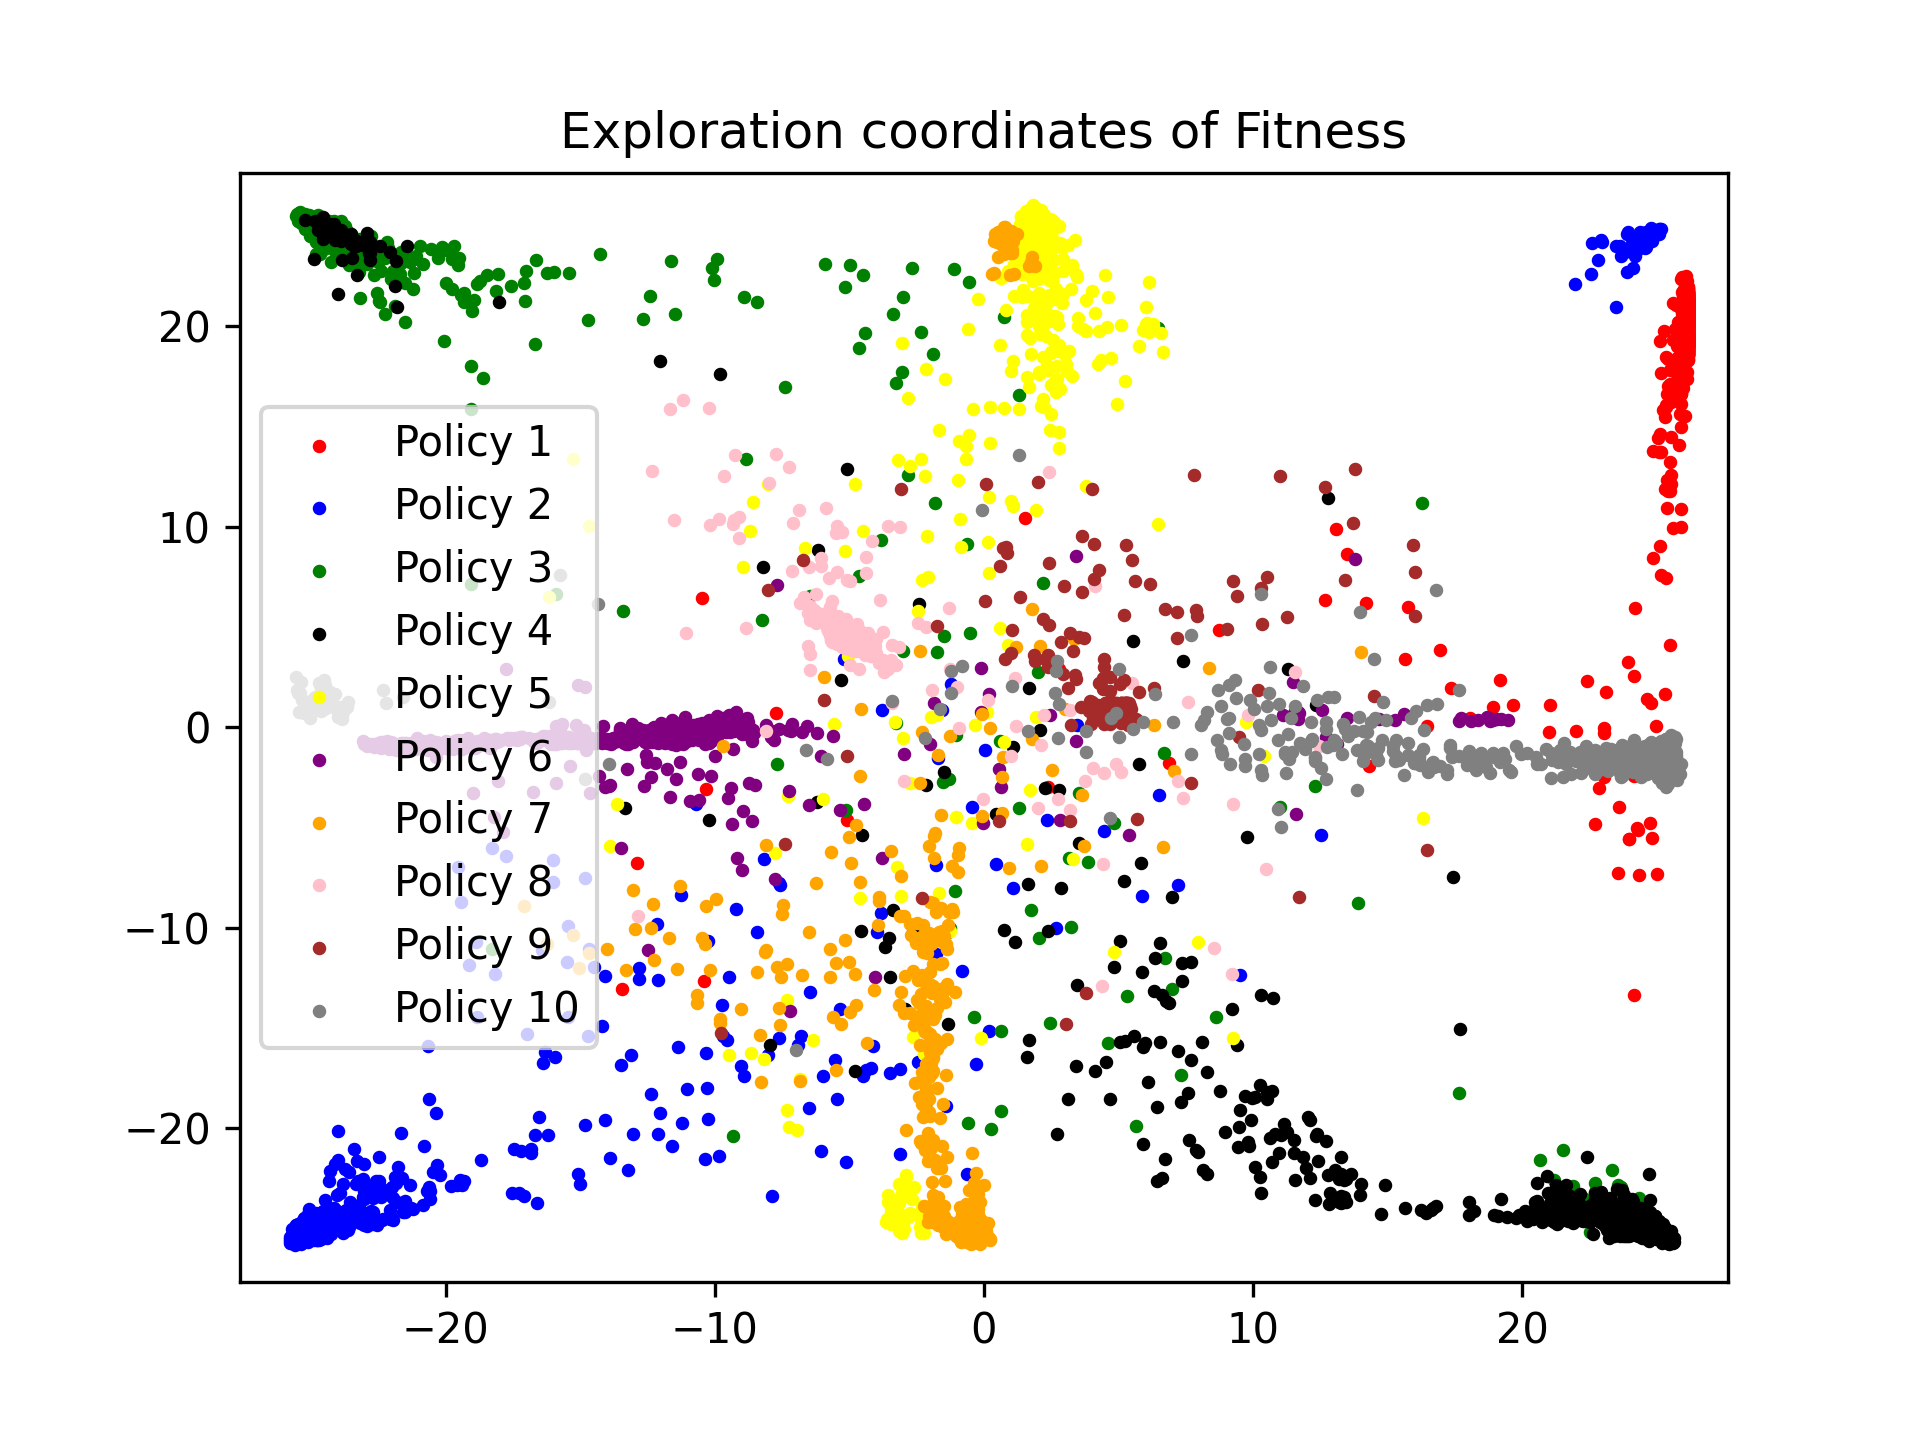 Exploration coordinates of Fitness
20
10
0
−10
−20
Policy 1
Policy 2
Policy 3
Policy 4
Policy 5
Policy 6
Policy 7
Policy 8
Policy 9
Policy 10
−20 −10 0 10 20